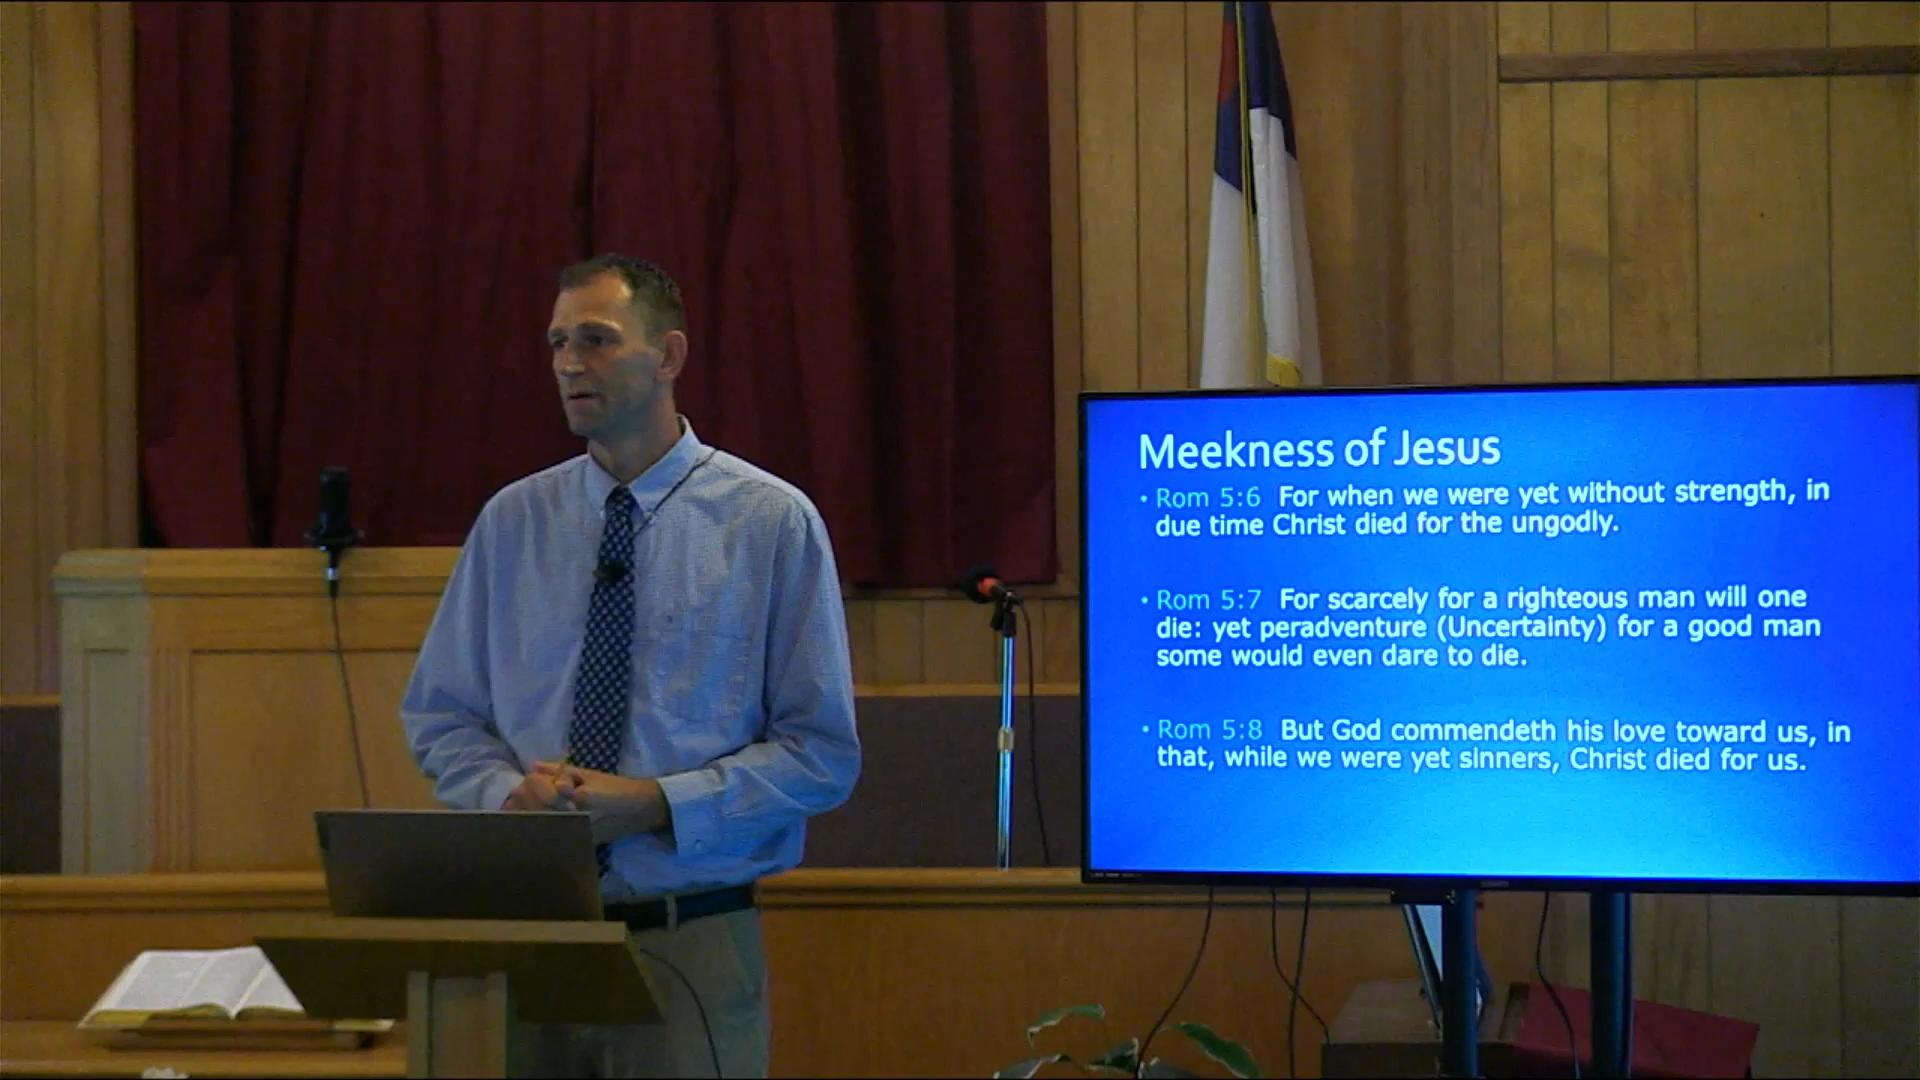 Meekness of Jesus
• Rom 5:6 For when we were yet without strength, in
due time Christ died for the ungodly.
• Rom 5:7 For scarcely for a righteous man will one
die: yet peradventure (Uncertainty) for a good man
some would even dare to die.
• Rom 5:8 But God commendeth his love toward us, in
that, while we were yet sinners, Christ died for us.